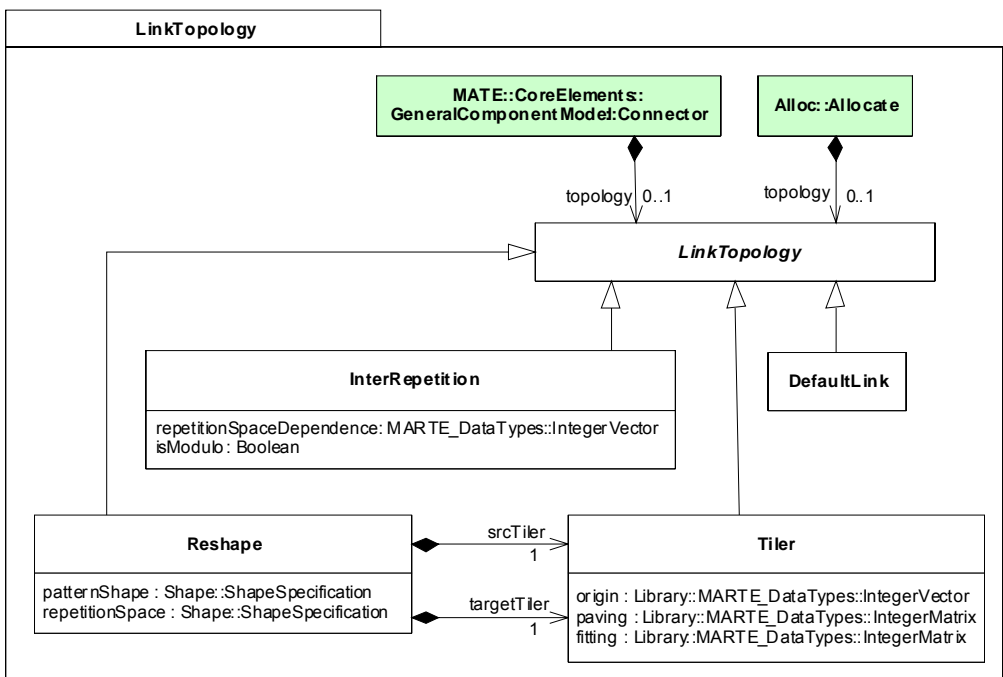 LinkTopology
MATE::CoreElements::
GeneralComponentModel:Connector
Alloc::Allocate
topology 0..1
topology 0..1
LinkTopology
InterRepetition
repetitionSpaceDependence: MARTE_DataTypes::IntegerVector
isModulo : Boolean
DefaultLink
Reshape
patternShape : Shape::ShapeSpecification
repetitionSpace : Shape::ShapeSpecification
srcTiler
1
targetTiler
1
Tiler
origin : Library::MARTE_DataTypes::IntegerVector
paving : Library::MARTE_DataTypes::IntegerMatrix
fitting : Library::MARTE_DataTypes::IntegerMatrix